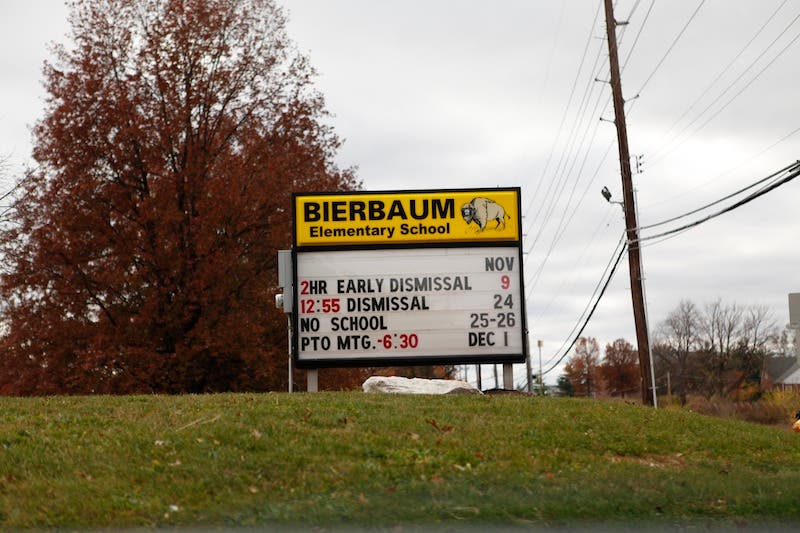 BIERBAUM
Elementary School
NOV
2HR EARLY DISMISSAL 9
12:55 DISMISSAL 24
NO SCHOOL 25-26
PTO MTG.-6:30 DEC 1